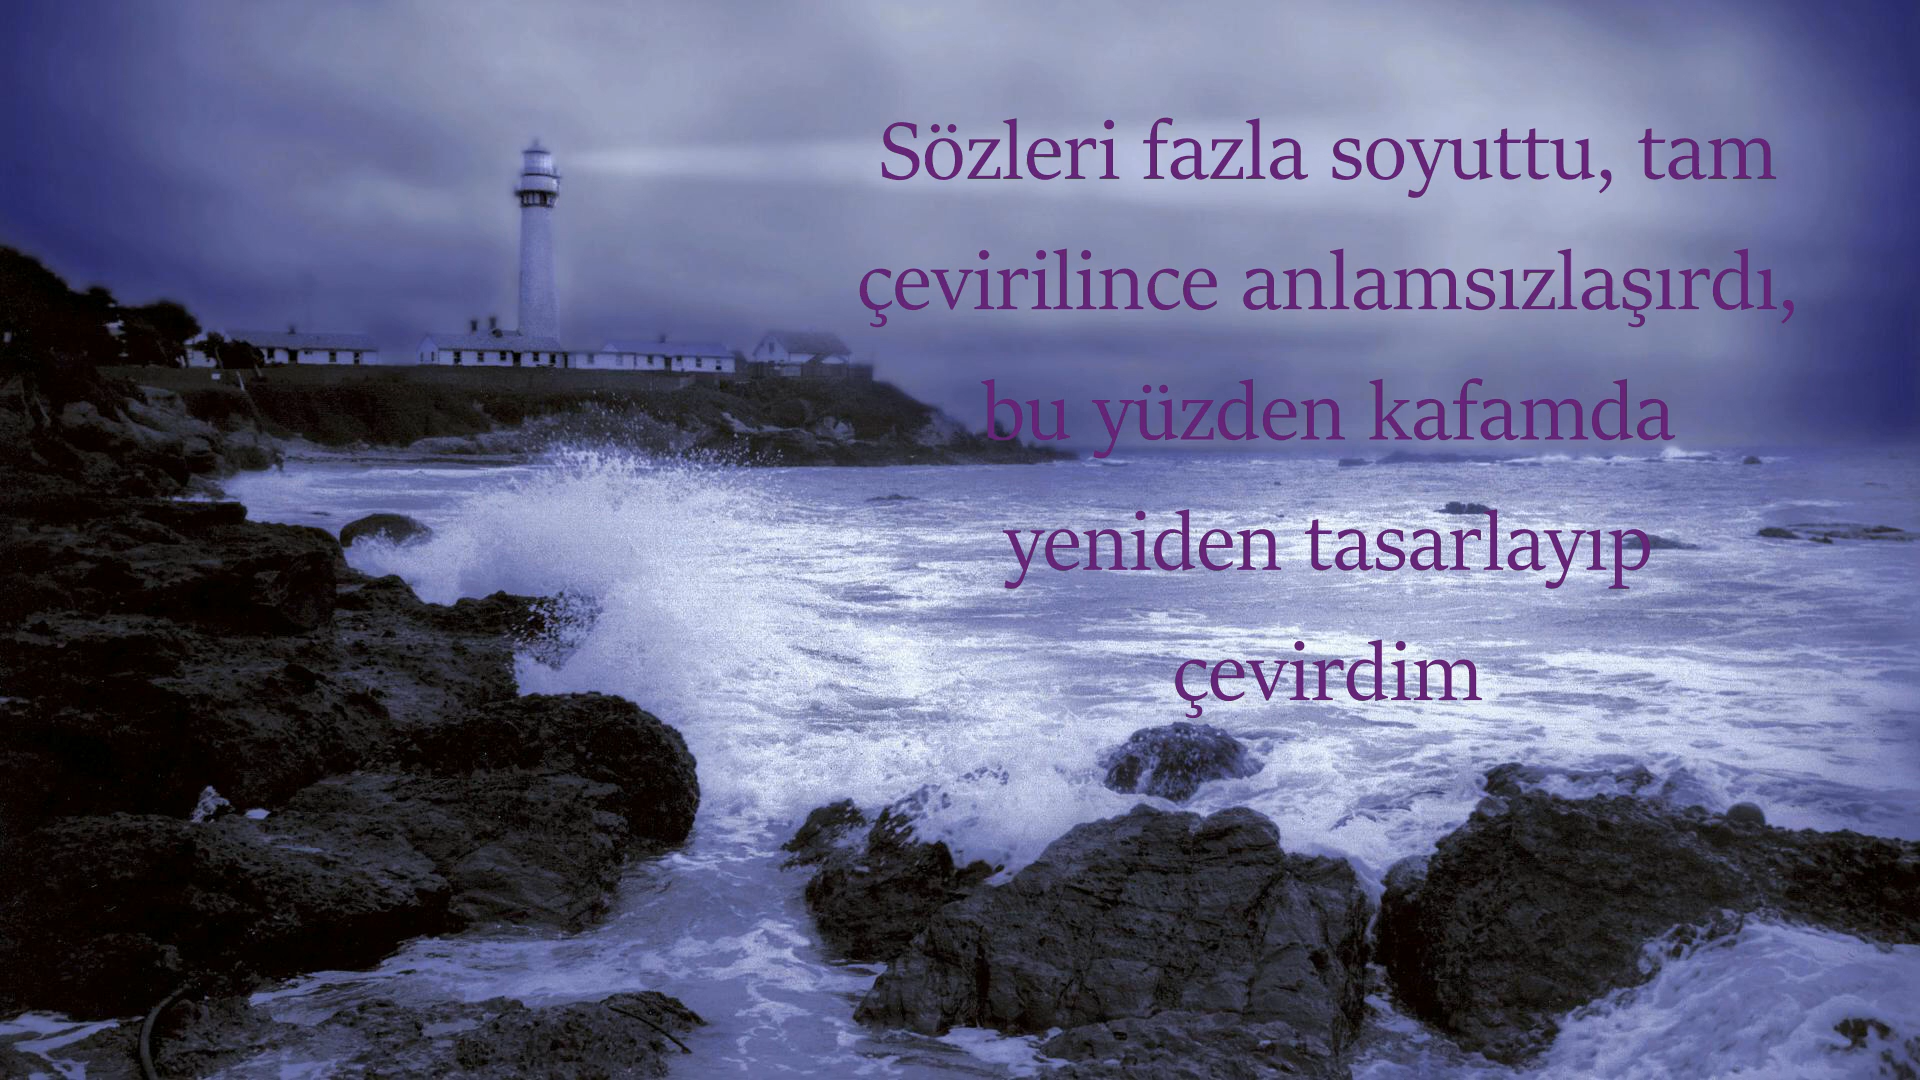 Sözleri fazla soyuttu, tam
çevirilince anlamsızlaşırdı,
bu yüzden kafamda
yeniden tasarlayıp
çevirdim